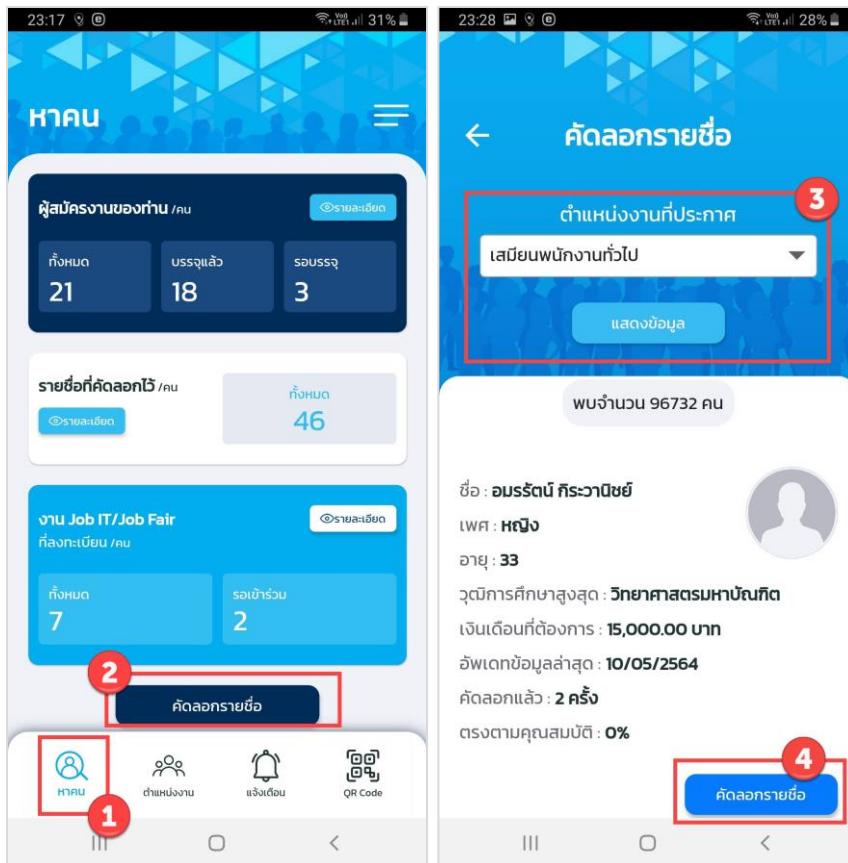 23:17
31%
หาคน
ผู้สมัครงานของท่าน /คน
รายละเอียด
ทั้งหมด
บรรจุแล้ว
รอบรรจุ
21
18
3
รายชื่อที่คัดลอกไว้ /คน
รายละเอียด
ทั้งหมด
46
งาน Job IT/Job Fair
รายละเอียด
ที่ลงทะเบียน /คน
ทั้งหมด
รอเข้าร่วม
7
2
2
คัดลอกรายชื่อ
หาคน
ตำแหน่งงาน
แจ้งเตือน
QR Code
1
23:28
28%
คัดลอกรายชื่อ
3
ตำแหน่งงานที่ประกาศ
เสมียนพนักงานทั่วไป
แสดงข้อมูล
พบจำนวน 96732 คน
ชื่อ : อมรรัตน์ กิระวานิชย์
เพศ : หญิง
อายุ : 33
วุฒิการศึกษาสูงสุด : วิทยาศาสตรมหาบัณฑิต
เงินเดือนที่ต้องการ : 15,000.00 บาท
อัพเดทข้อมูลล่าสุด : 10/05/2564
คัดลอกแล้ว : 2 ครั้ง
ตรงตามคุณสมบัติ : 0%
4
คัดลอกรายชื่อ